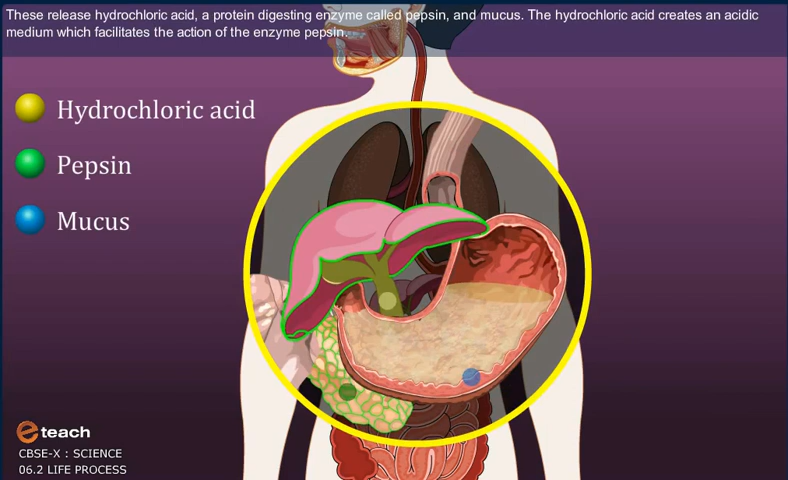 These release hydrochloric acid, a protein digesting enzyme called pepsin, and mucus. The hydrochloric acid creates an acidic
medium which facilitates the action of the enzyme pepsin.
Hydrochloric acid
Pepsin
Mucus
eteach
CBSE-X : SCIENCE
06.2 LIFE PROCESS